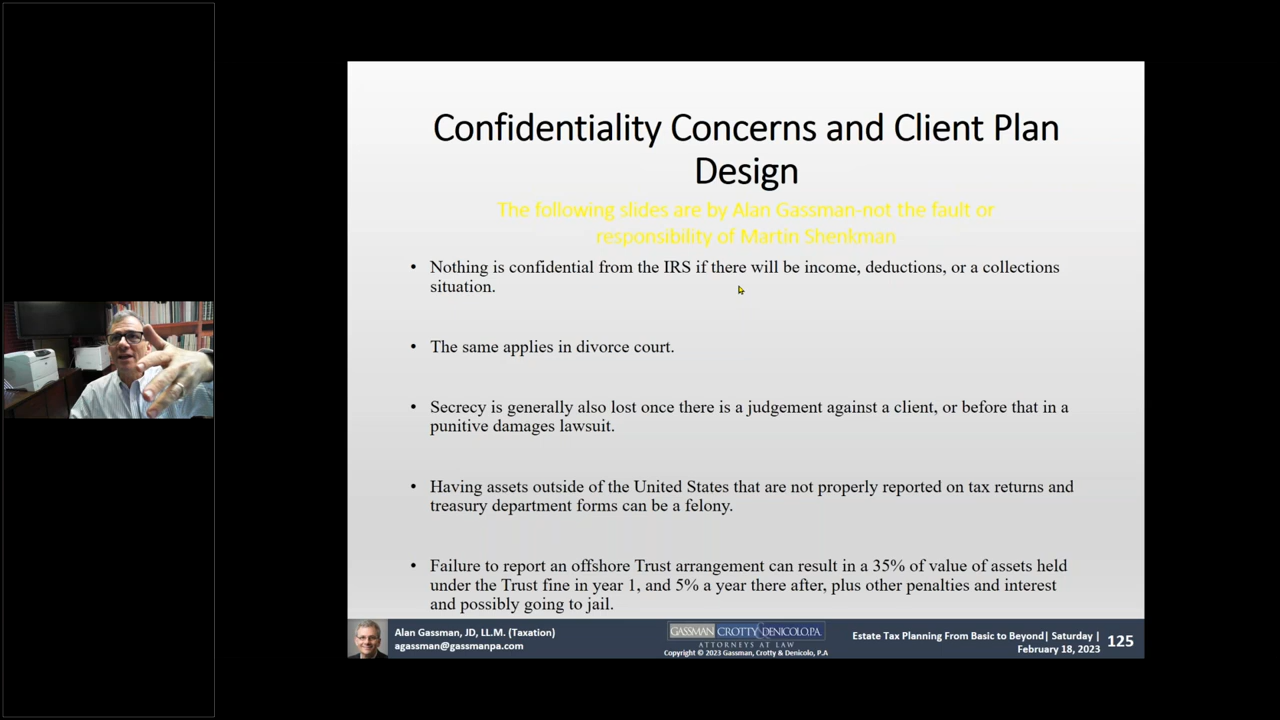 Confidentiality Concerns and Client Plan
Design
The following slides are by Alan Gassman-not the fault or
responsibility of Martin Shenkman
• Nothing is confidential from the IRS if there will be income, deductions, or a collections
situation.
• The same applies in divorce court.
• Secrecy is generally also lost once there is a judgement against a client, or before that in a
punitive damages lawsuit.
• Having assets outside of the United States that are not properly reported on tax returns and
treasury department forms can be a felony.
• Failure to report an offshore Trust arrangement can result in a 35% of value of assets held
under the Trust fine in year 1, and 5% a year there after, plus other penalties and interest
and possibly going to jail.
Alan Gassman, JD, LL.M. (Taxation)
agassman@gassmanpa.com
GASSMAN CROTTY & DENICOLO, P.A.
ATTORNEYS AT LAW
Copyright © 2023 Gassman, Crotty & Denicolo, P.A
Estate Tax Planning From Basic to Beyond| Saturday |
February 18, 2023
125